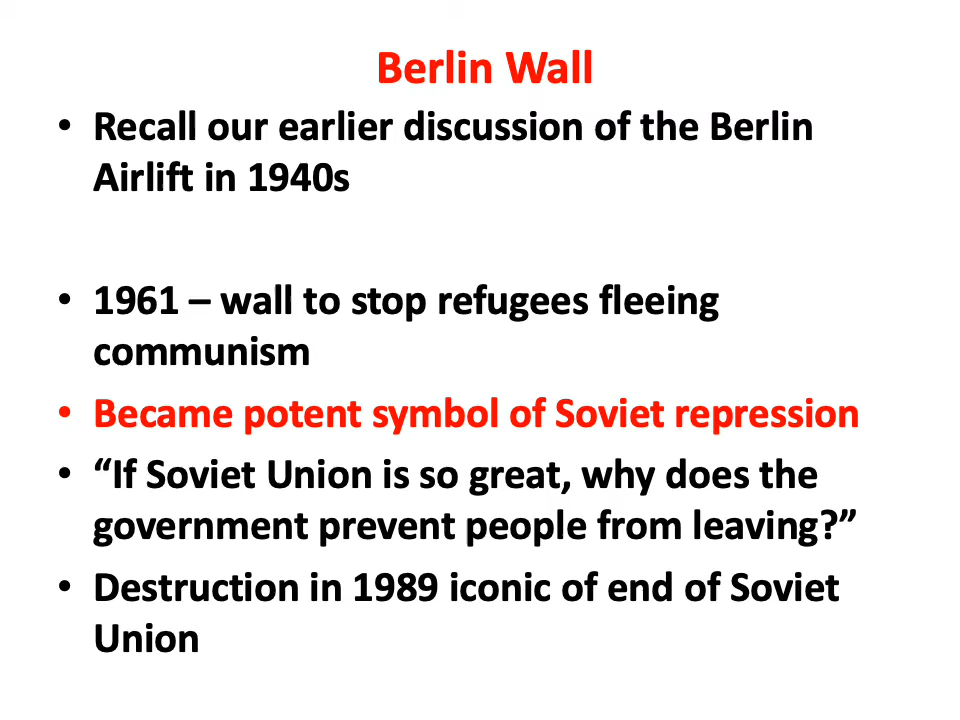 Berlin Wall
• Recall our earlier discussion of the Berlin
Airlift in 1940s
• 1961 – wall to stop refugees fleeing
communism
• Became potent symbol of Soviet repression
• “If Soviet Union is so great, why does the
government prevent people from leaving?”
• Destruction in 1989 iconic of end of Soviet
Union